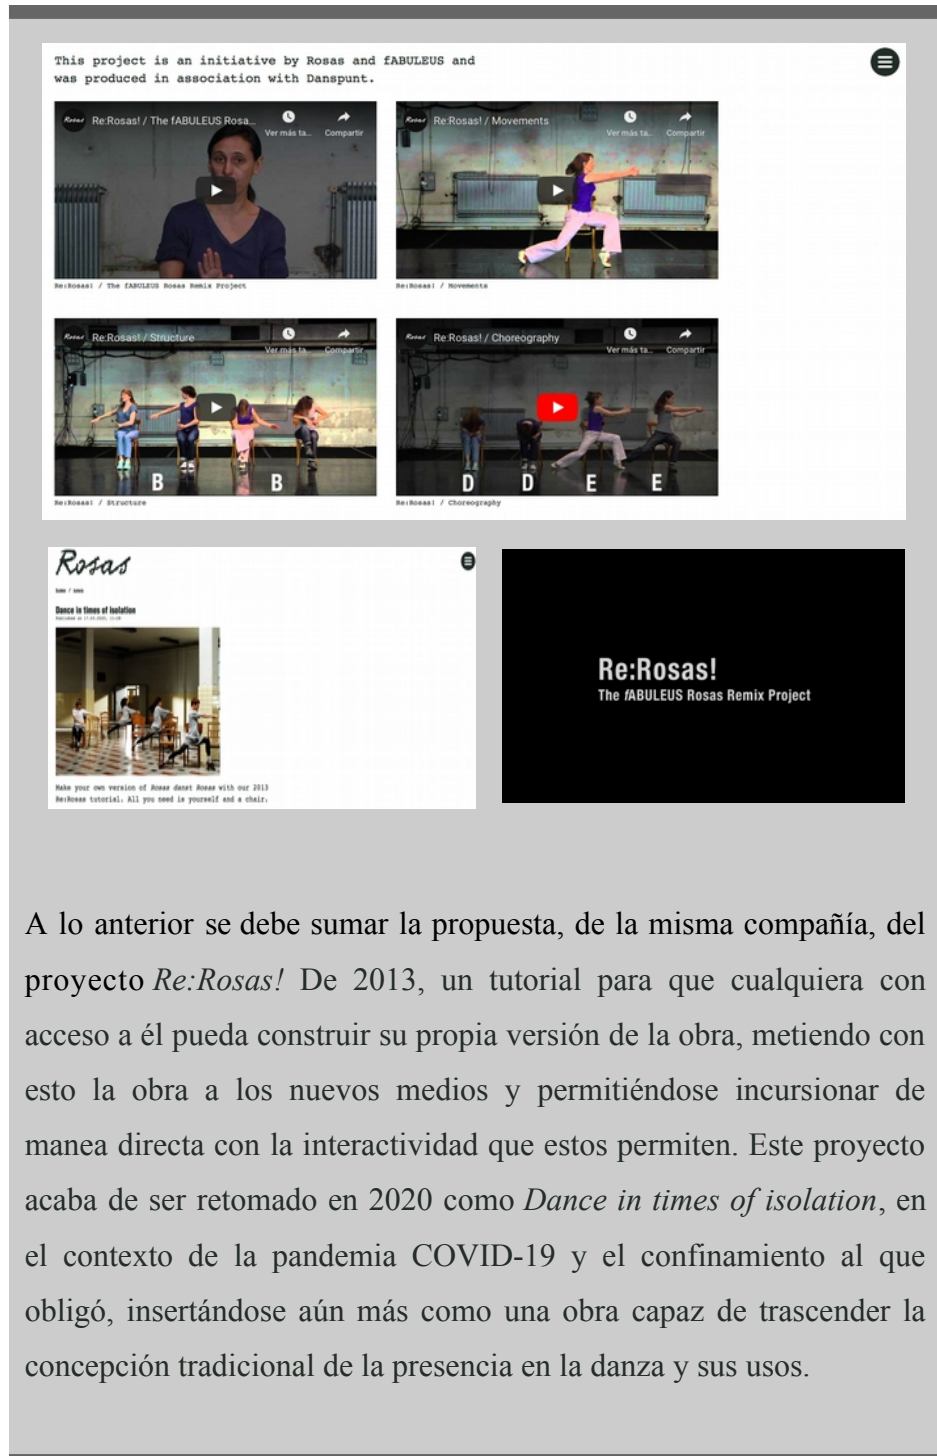 This project is an initiative by Rosas and fABULEUS and
was produced in association with Danspunt.
Rosas Re:Rosas! / The fABULEUS Rosa...
Ver más ta... Compartir
Rosas Re:Rosas! / Movements
Ver más ta... Compartir
Re:Rosas! / The fABULEUS Rosas Remix Project
Re:Rosas! / Movements
Rosas Re:Rosas! / Structure
Ver más ta... Compartir
B B
Rosas Re:Rosas! / Choreography
Ver más ta... Compartir
D D E E
Re:Rosas! / Structure
Re:Rosas! / Choreography
Rosas
home / news
Dance in times of isolation
Make your own version of Rosas danst Rosas with our 2013
Re:Rosas tutorial. All you need is yourself and a chair.
Re:Rosas!
The fABULEUS Rosas Remix Project
A lo anterior se debe sumar la propuesta, de la misma compañía, del
proyecto Re:Rosas! De 2013, un tutorial para que cualquiera con
acceso a él pueda construir su propia versión de la obra, metiendo con
esto la obra a los nuevos medios y permitiéndose incursionar de
manea directa con la interactividad que estos permiten. Este proyecto
acaba de ser retomado en 2020 como Dance in times of isolation, en
el contexto de la pandemia COVID-19 y el confinamiento al que
obligó, insertándose aún más como una obra capaz de trascender la
concepción tradicional de la presencia en la danza y sus usos.